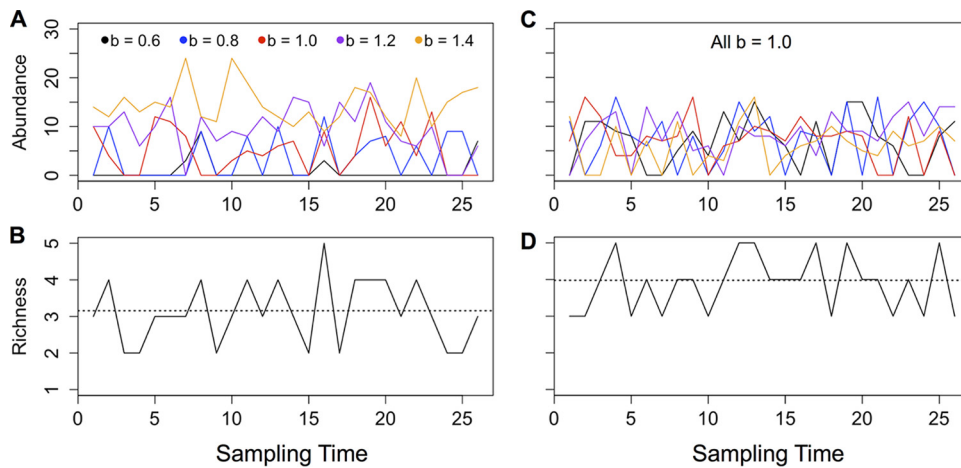 A
C
30
b = 0.6 b = 0.8 b = 1.0 b = 1.2 b = 1.4
All b = 1.0
Abundance
20
10
0
0 5 10 15 20 25
0 5 10 15 20 25
B
D
Richness
5
4
3
2
1
0 5 10 15 20 25
0 5 10 15 20 25
Sampling Time
Sampling Time